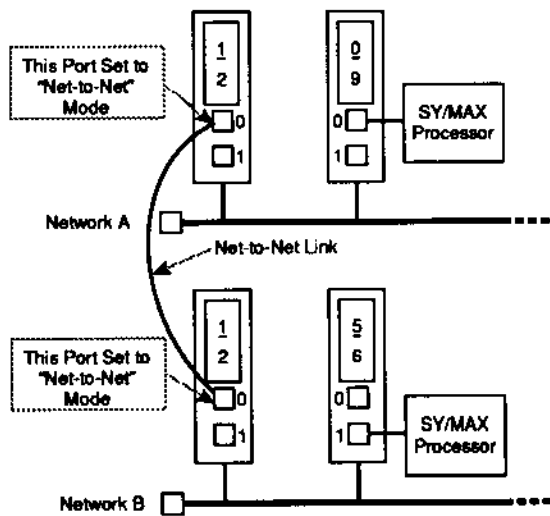 This Port Set to
"Net-to-Net"
Mode
1
2
0
1
0
9
0
1
SY/MAX
Processor
Network A
Net-to-Net Link
This Port Set to
"Net-to-Net"
Mode
1
2
0
1
5
6
0
1
SY/MAX
Processor
Network B